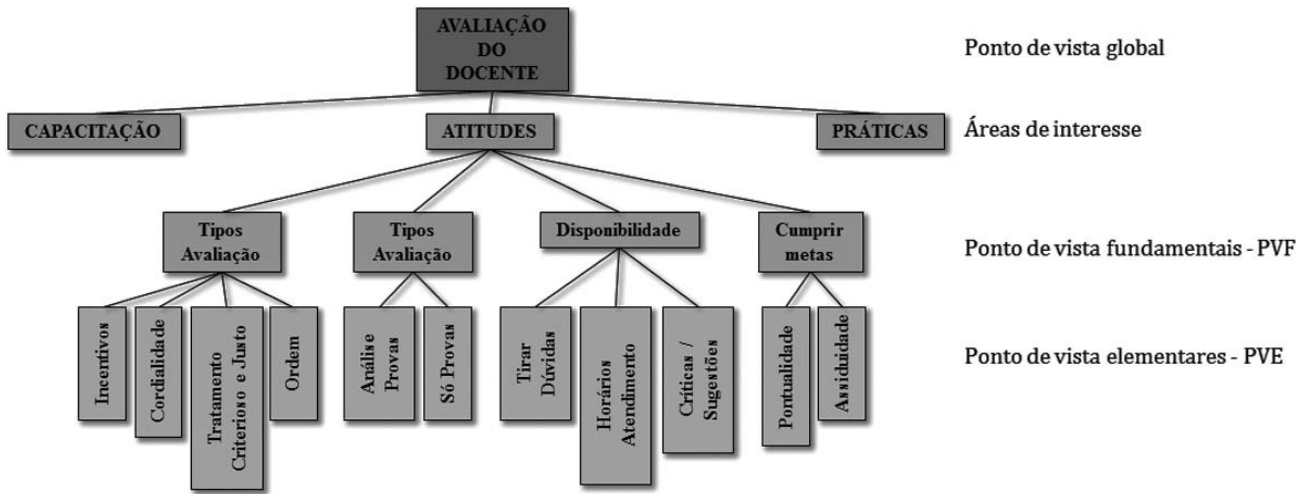 AVALIAÇÃO
DO
DOCENTE
Ponto de vista global
CAPACITAÇÃO
ATITUDES
PRÁTICAS
Áreas de interesse
Tipos
Avaliação
Tipos
Avaliação
Disponibilidade
Cumprir
metas
Ponto de vista fundamentais - PVF
Incentivos
Cordialidade
Tratamento
Criterioso e Justo
Ordem
Análise
Provas
Só Provas
Tirar
Dúvidas
Horários
Atendimento
Críticas /
Sugestões
Pontualidade
Assiduidade
Ponto de vista elementares - PVE